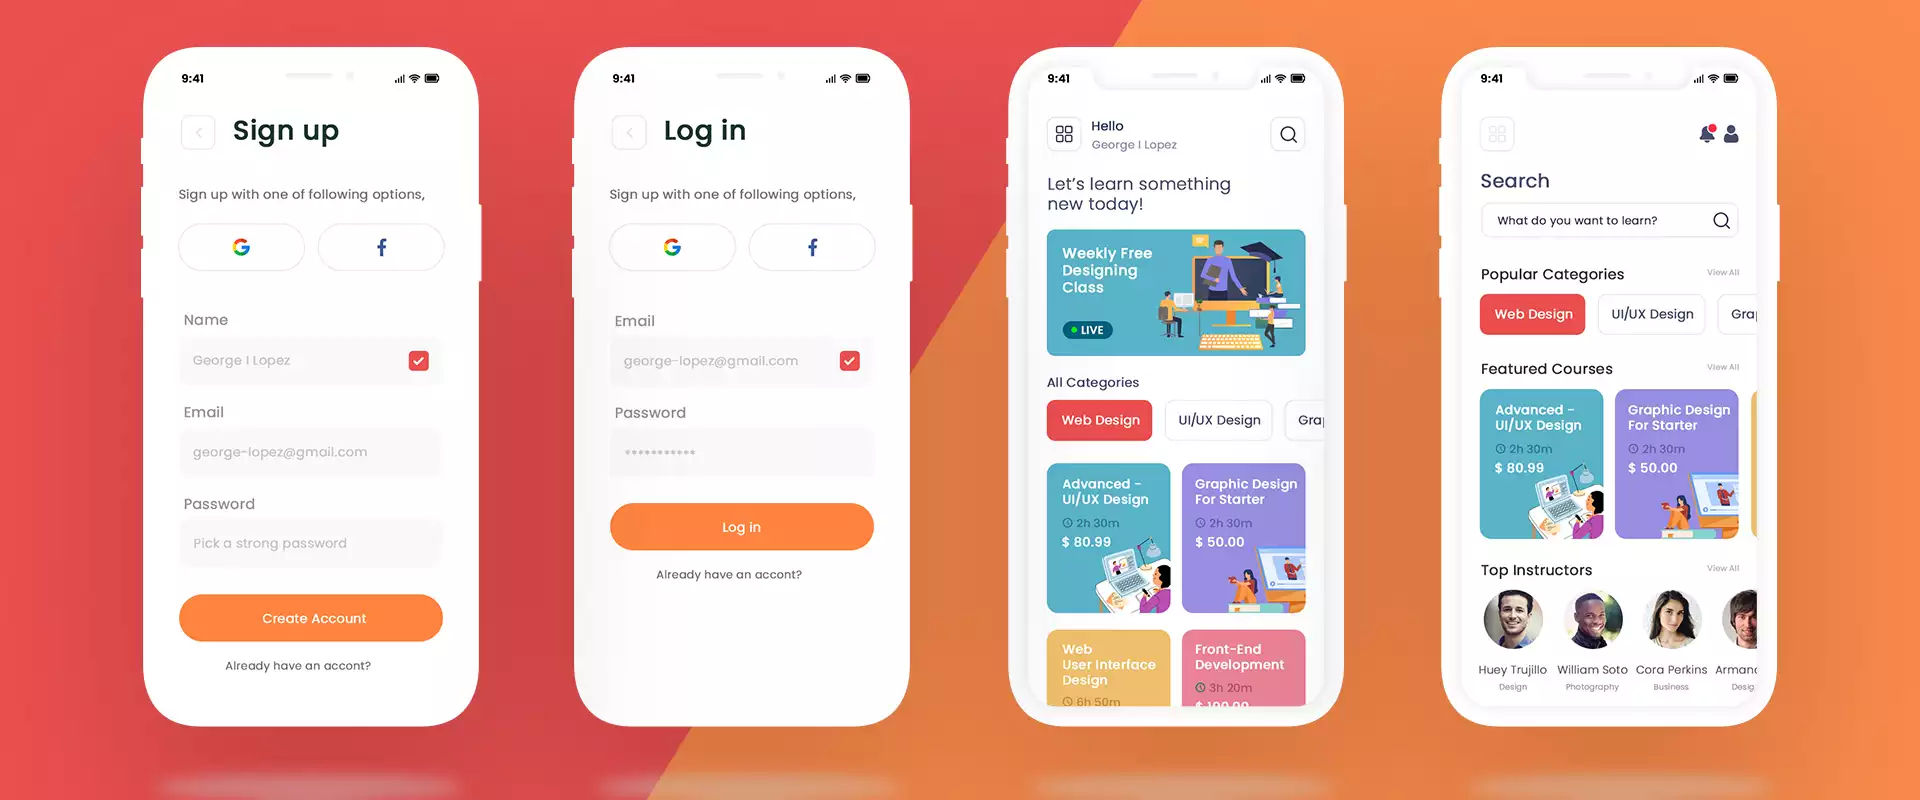 9:41
Sign up
Sign up with one of following options,
Name
George I Lopez
Email
george-lopez@gmail.com
Password
Pick a strong password
Create Account
Already have an accont?
9:41
Log in
Sign up with one of following options,
Email
george-lopez@gmail.com
Password
***********
Log in
Already have an accont?
9:41
Hello
George I Lopez
Let's learn something
new today!
Weekly Free
Designing
Class
LIVE
All Categories
Web Design
UI/UX Design
Gra
Advanced -
UI/UX Design
2h 30m
$ 80.99
Graphic Design
For Starter
2h 30m
$ 50.00
Web
User Interface
Design
6h 50m
Front-End
Development
3h 20m
$ 100.00
9:41
Search
What do you want to learn?
Popular Categories
View All
Web Design
UI/UX Design
Gra
Featured Courses
View All
Advanced -
UI/UX Design
2h 30m
$ 80.99
Graphic Design
For Starter
2h 30m
$ 50.00
Top Instructors
View All
Huey Trujillo
Design
William Soto
Photography
Cora Perkins
Business
Arman
Desig